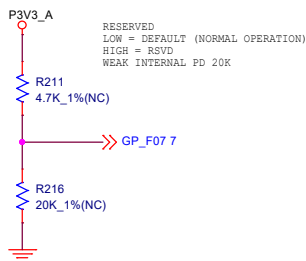 P3V3_A
RESERVED
LOW = DEFAULT (NORMAL OPERATION)
HIGH = RSVD
WEAK INTERNAL PD 20K
R211
4.7K_1%(NC)
GP_F07 7
R216
20K_1%(NC)